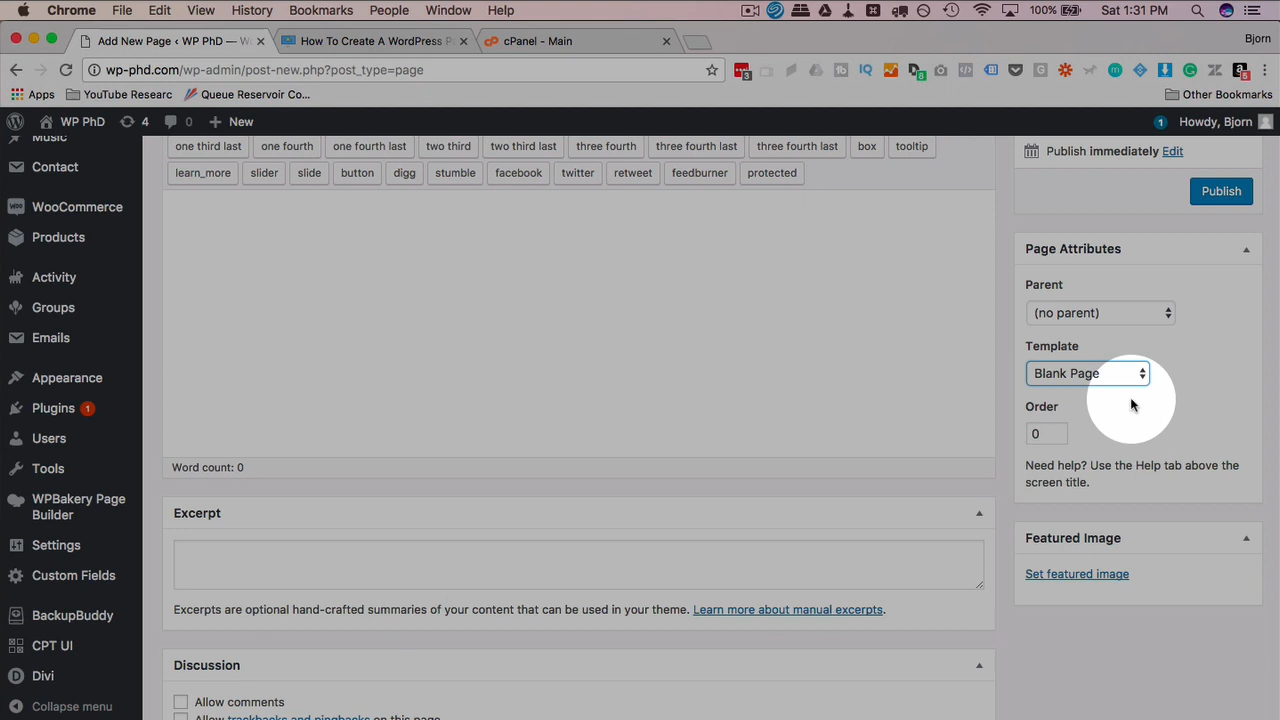 Chrome File Edit View History Bookmarks People Window Help 100% Sat 1:31 PM
Add New Page ‹ WP PhD — W How To Create A WordPress P cPanel - Main Bjorn
wp-phd.com/wp-admin/post-new.php?post_type=page
Apps YouTube Researc Queue Reservoir Co... Other Bookmarks
WP PhD 4 0 New 1 Howdy, Bjorn
Music
Contact
WooCommerce
Products
Activity
Groups
Emails
Appearance
Plugins 1
Users
Tools
WPBakery Page
Builder
Settings
Custom Fields
BackupBuddy
CPT UI
Divi
Collapse menu
one third last one fourth one fourth last two third two third last three fourth three fourth last three fourth last box tooltip
learn_more slider slide button digg stumble facebook twitter retweet feedburner protected
Word count: 0
Excerpt
Excerpts are optional hand-crafted summaries of your content that can be used in your theme. Learn more about manual excerpts.
Discussion
Allow comments
Allow trackbacks and pingbacks on this page
Publish immediately Edit
Publish
Page Attributes
Parent
(no parent)
Template
Blank Page
Order
0
Need help? Use the Help tab above the
screen title.
Featured Image
Set featured image